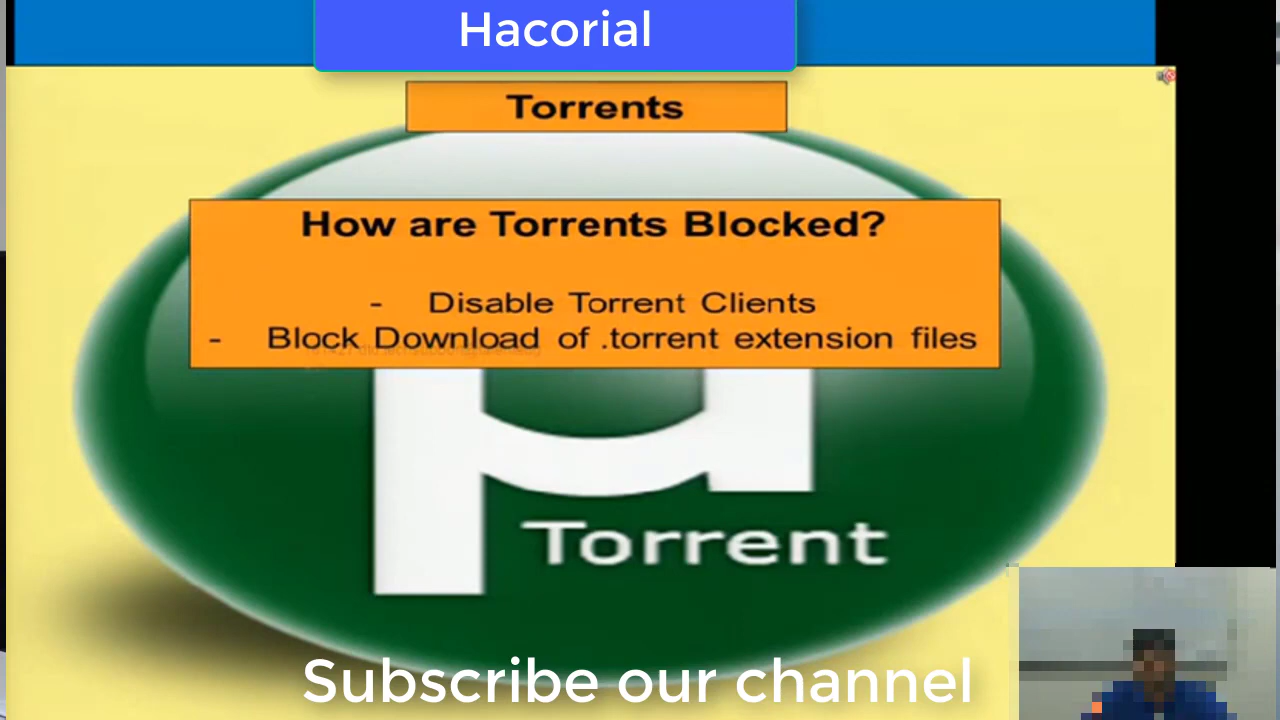 Hacorial
Torrents
How are Torrents Blocked?
- Disable Torrent Clients
- Block Download of .torrent extension files
µ
Torrent
Subscribe our channel